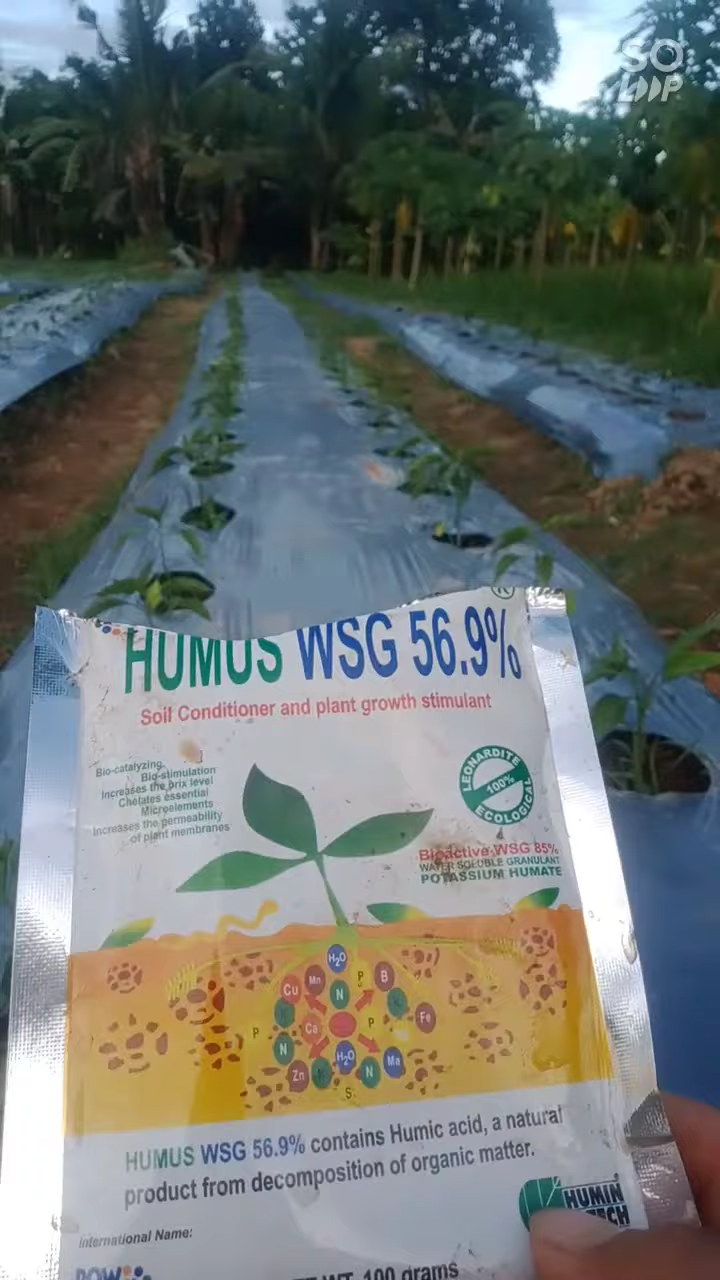 SO
LOOP
HUMUS WSG 56.9%
®
Soil Conditioner and plant growth stimulant
Bio-catalyzing.
Bio-stimulation
Increases the brix level
Chelates essential
Microelements
Increases the permeability
of plant membranes
LEONARDITE
100%
ECOLOGICAL
Bioactive-WSG 85%
WATER SOLUBLE GRANULANT
POTASSIUM HUMATE
H₂O
Mn
P
B
Cu
N
Ca
P
P
Fe
N
H₂O
Ma
Zn
N
S
HUMUS WSG 56.9% contains Humic acid, a natural
product from decomposition of organic matter.
HUMIN
International Name:
100 grams